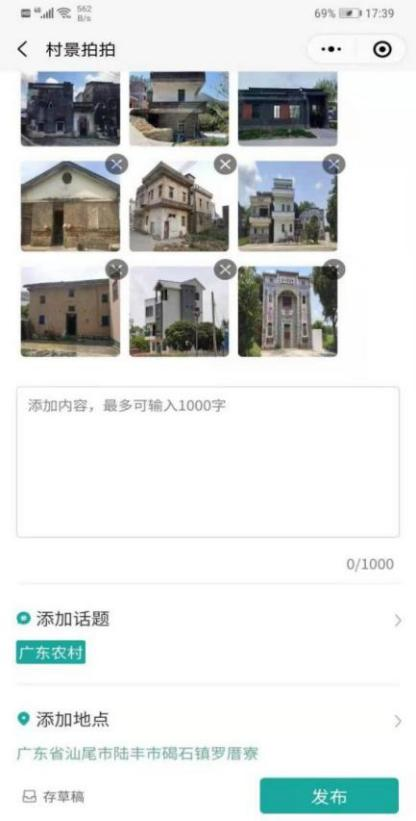 562
B/s
69%
17:39
村景拍拍
添加内容，最多可输入1000字
0/1000
添加话题
广东农村
添加地点
广东省汕尾市陆丰市碣石镇罗厝寮
存草稿
发布